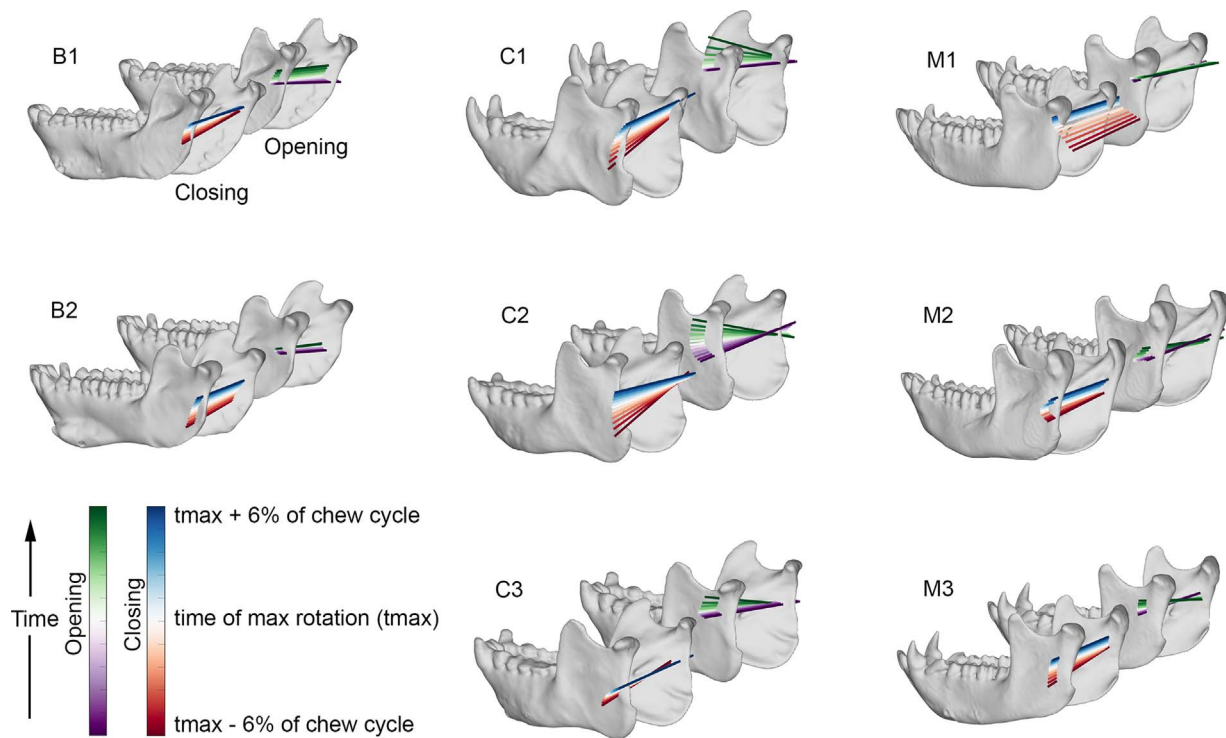 B1
C1
M1
Opening
Closing
B2
C2
M2
tmax + 6% of chew cycle
Opening
Closing
Time
time of max rotation (tmax)
C3
M3
tmax - 6% of chew cycle